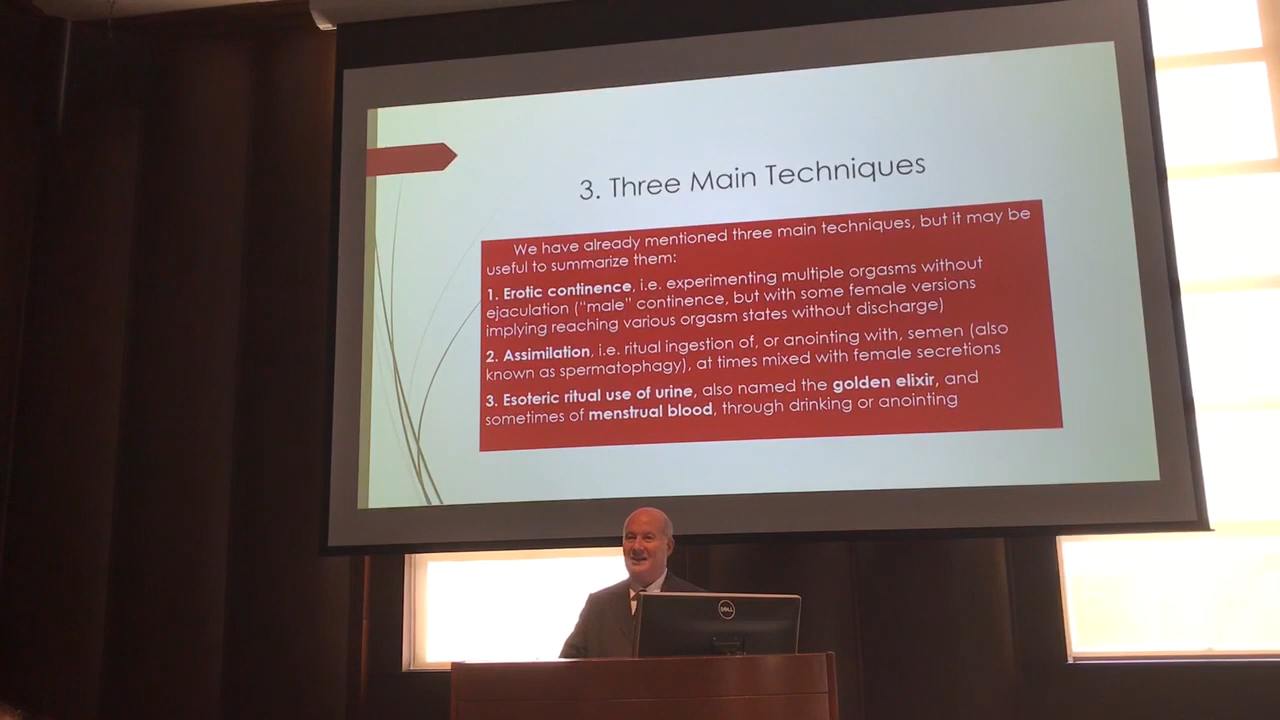 3. Three Main Techniques
We have already mentioned three main techniques, but it may be
useful to summarize them:
1. Erotic continence, i.e. experimenting multiple orgasms without
ejaculation ("male" continence, but with some female versions
implying reaching various orgasm states without discharge)
2. Assimilation, i.e. ritual ingestion of, or anointing with, semen (also
known as spermatophagy), at times mixed with female secretions
3. Esoteric ritual use of urine, also named the golden elixir, and
sometimes of menstrual blood, through drinking or anointing
DELL